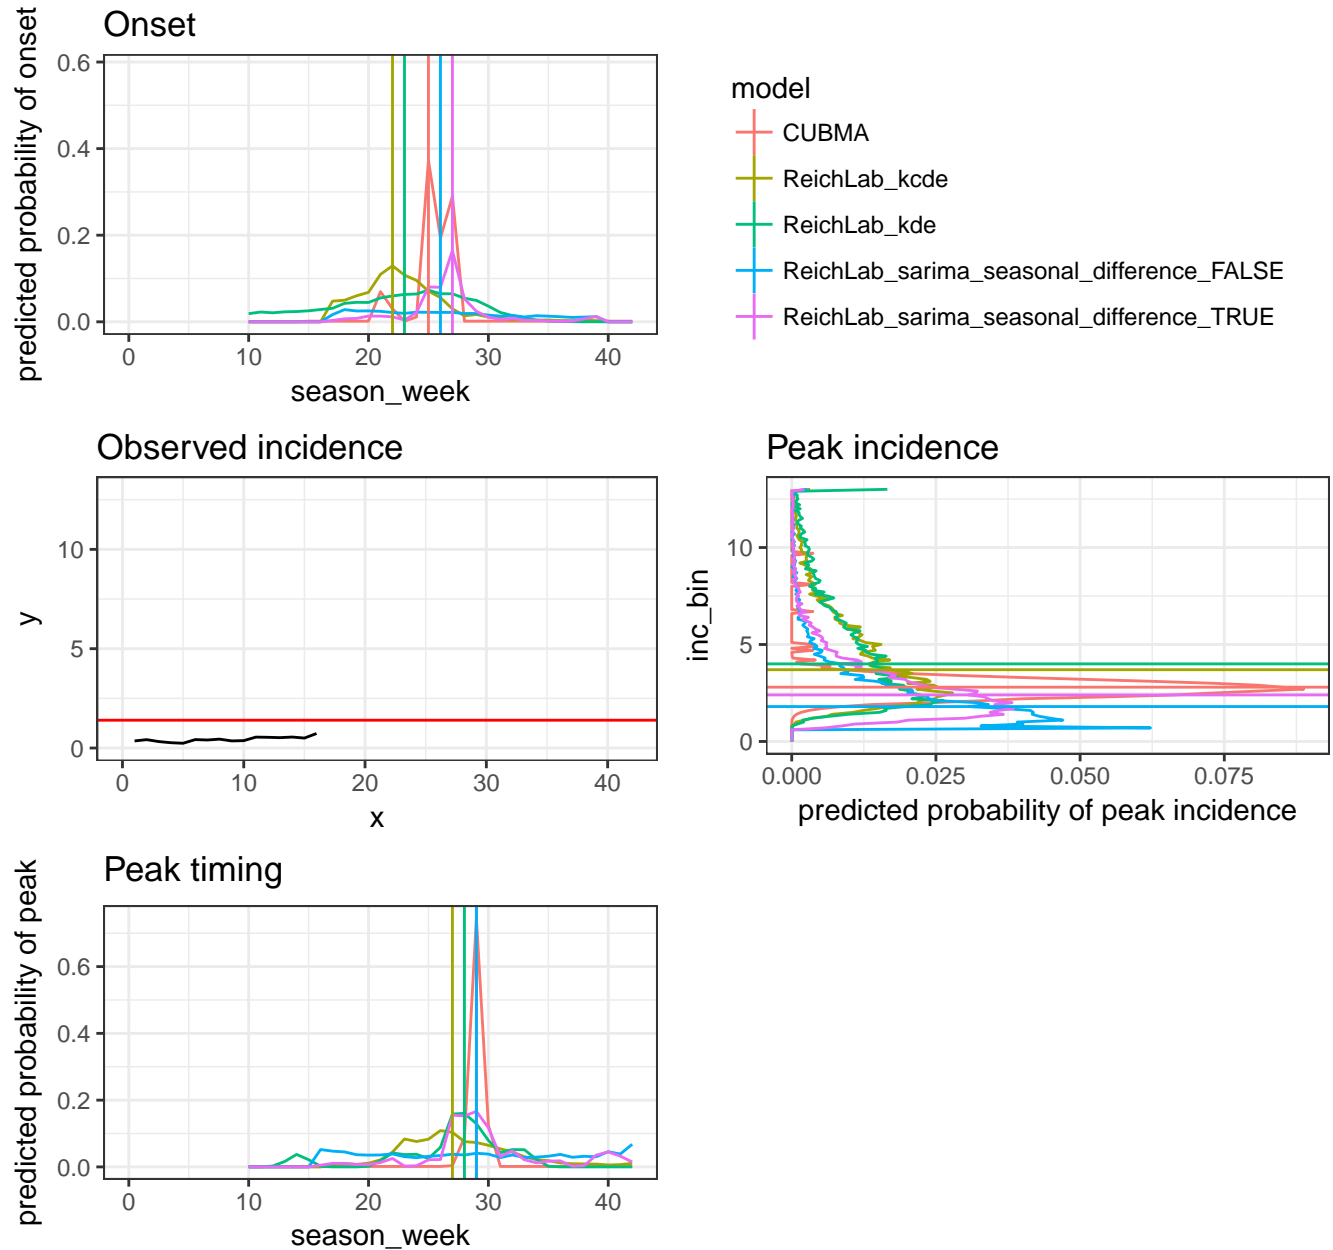 Onset
predicted probability of onset
0.6
0.4
0.2
0.0
0
10
20
30
40
season_week
model
CUBMA
ReichLab_kcde
ReichLab_kde
ReichLab_sarima_seasonal_difference_FALSE
ReichLab_sarima_seasonal_difference_TRUE
Observed incidence
y
10
5
0
0
10
20
30
40
x
Peak incidence
inc_bin
10
5
0
0.000
0.025
0.050
0.075
predicted probability of peak incidence
Peak timing
predicted probability of peak
0.6
0.4
0.2
0.0
0
10
20
30
40
season_week